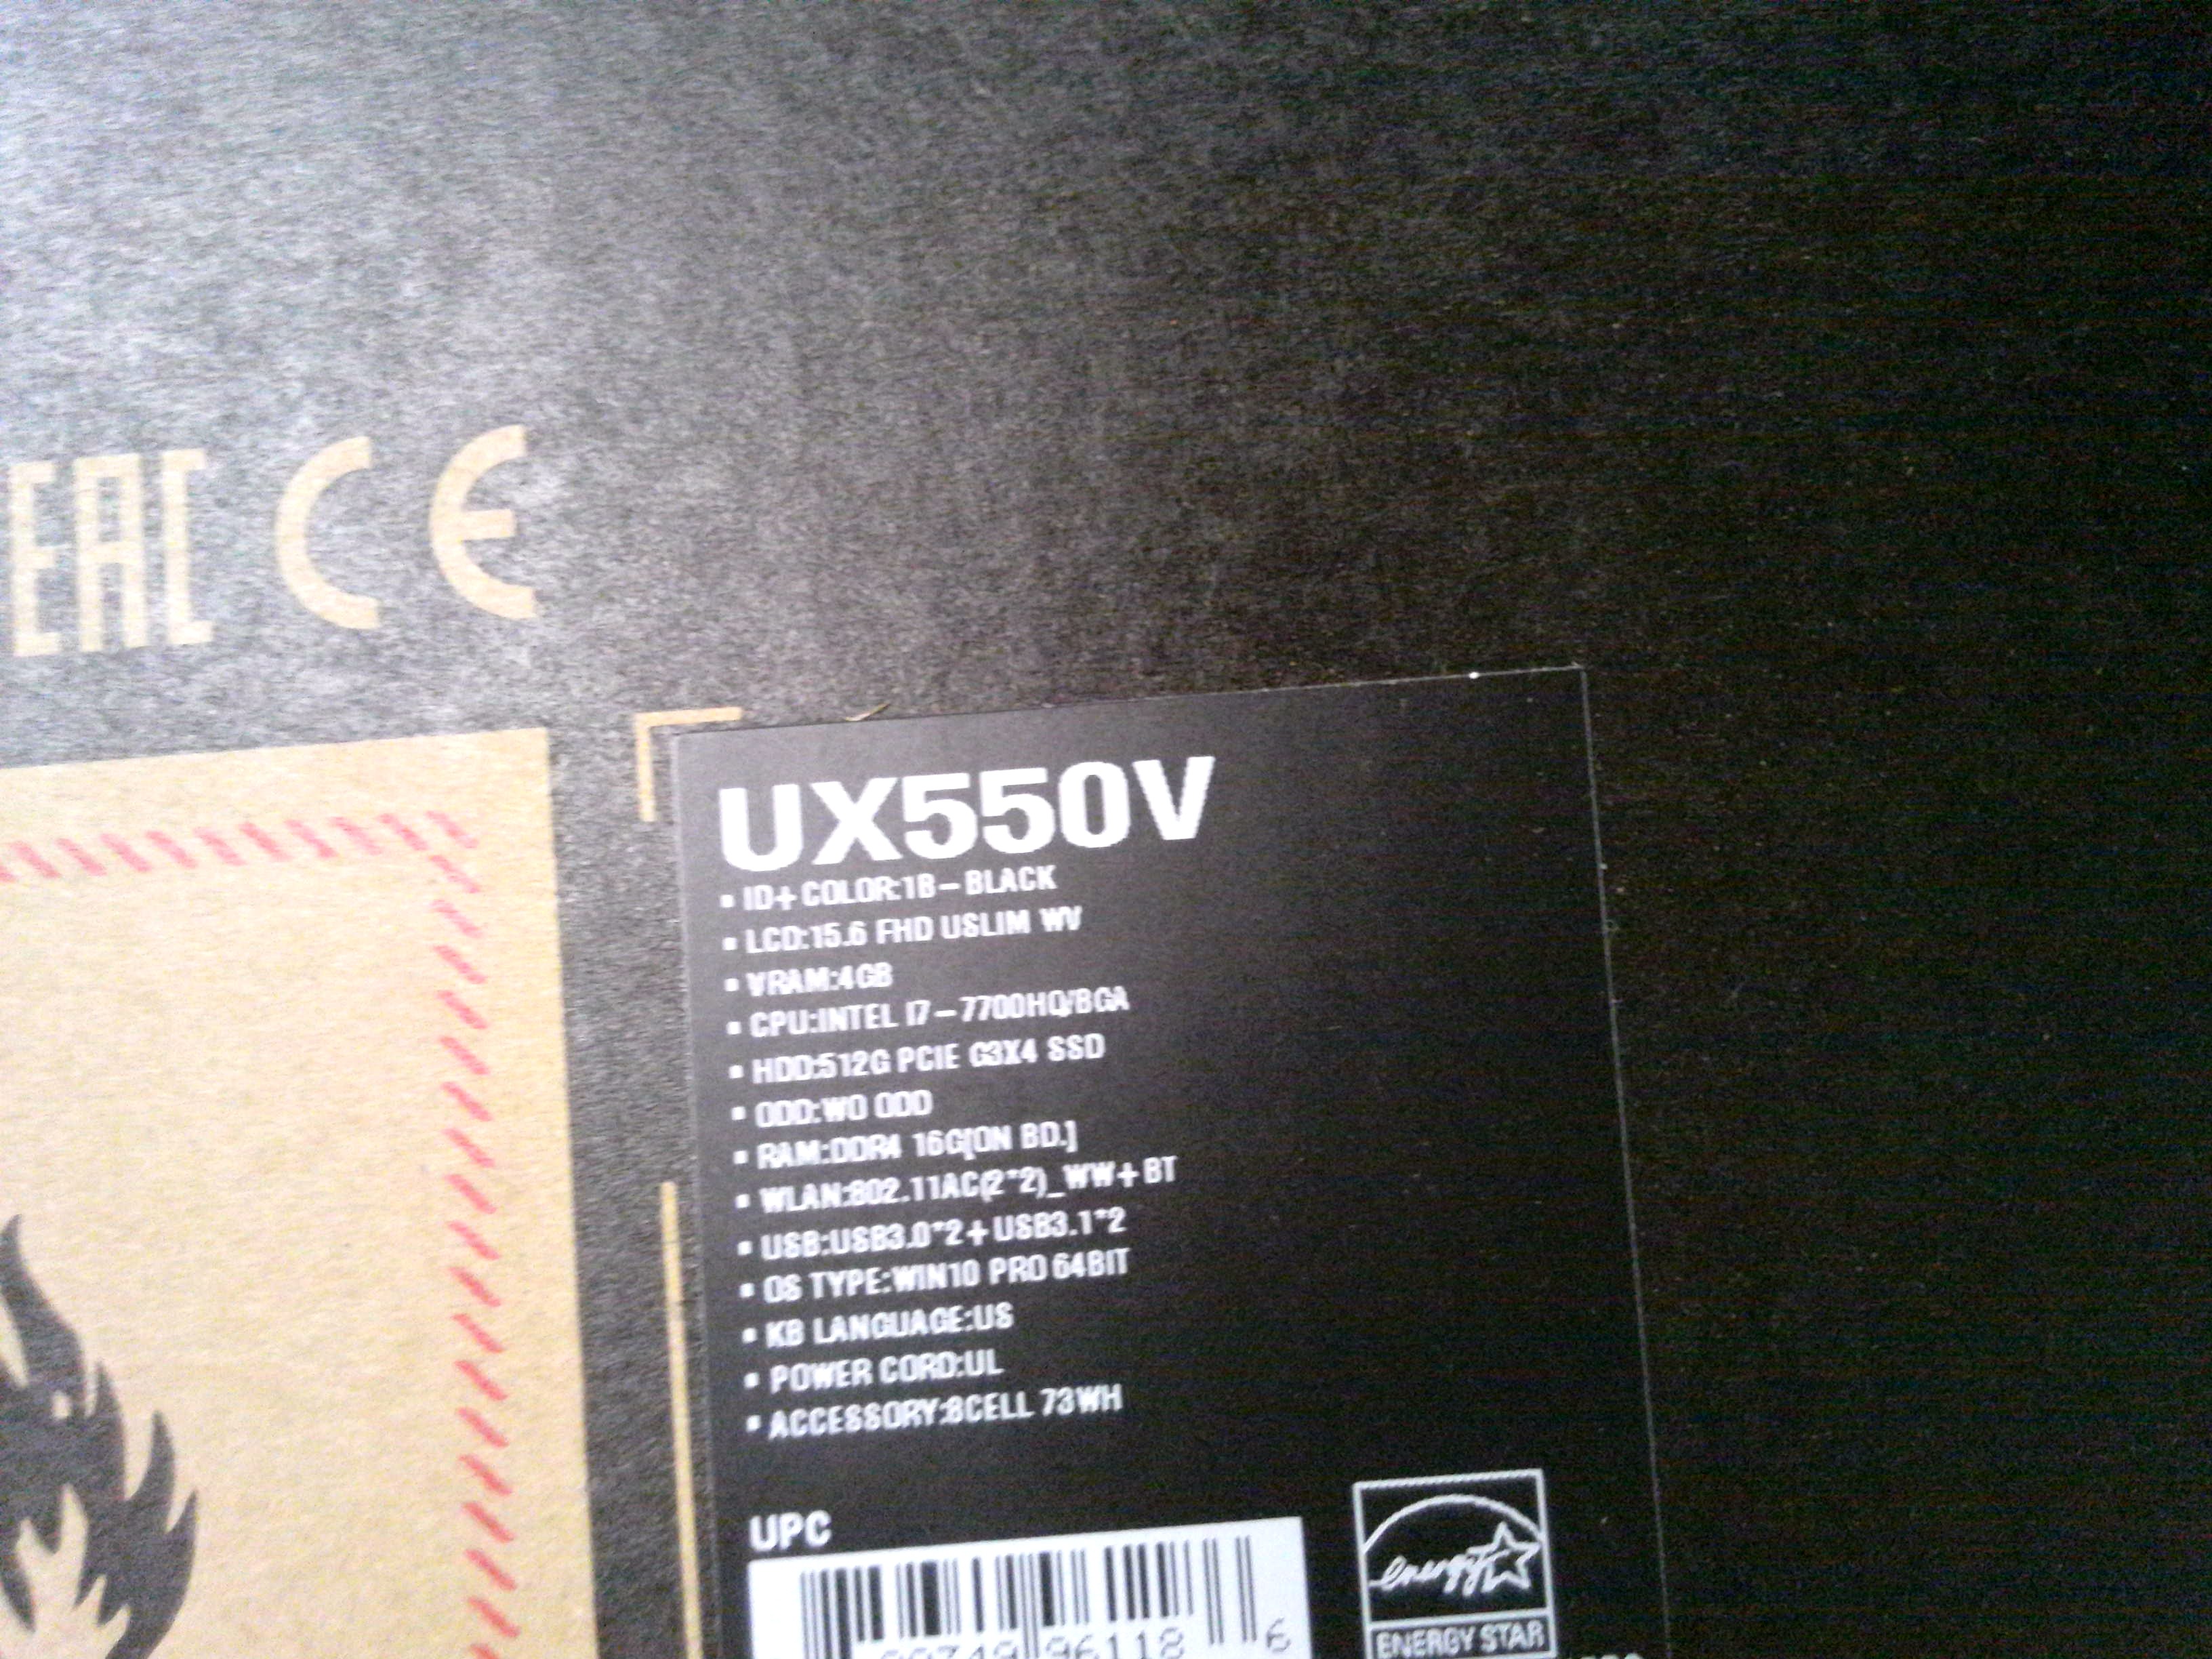 EAC CE
UX550V
▪ ID+ COLOR:1B-BLACK
▪ LCD:15.6 FHD USLIM WV
▪ VRAM:4GB
▪ CPU:INTEL I7-7700HQ/BGA
▪ HDD:512G PCIE G3X4 SSD
▪ ODD:WO ODD
▪ RAM:DDR4 16G[ON BD.]
▪ WLAN:802.11AC(2*2)_WW+BT
▪ USB:USB3.0*2+USB3.1*2
▪ OS TYPE:WIN10 PRO 64BIT
▪ KB LANGUAGE:US
▪ POWER CORD:UL
▪ ACCESSORY:8CELL 73WH
UPC
energy
96118 6
ENERGY STAR